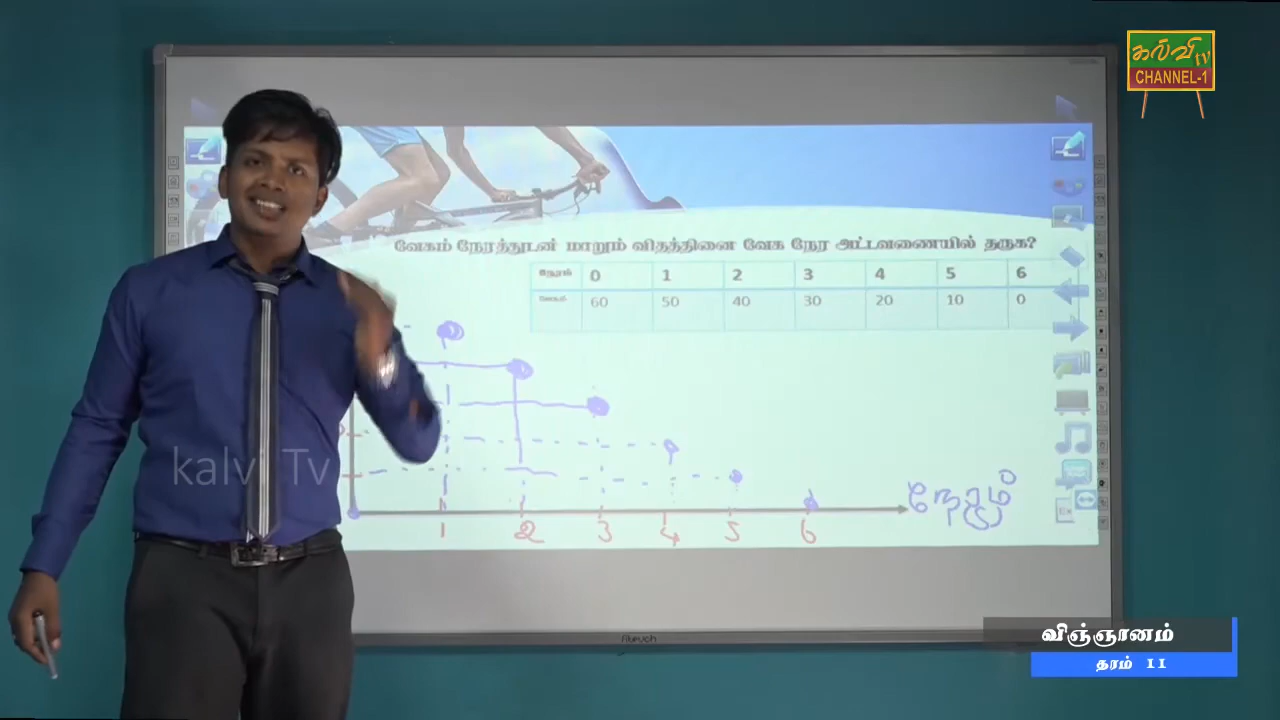 கல்வி TV
CHANNEL-1
வேகம் நேரத்துடன் மாறும் விதத்தினை வேக நேர அட்டவணையில் தருக?
நேரம் 0 1 2 3 4 5 6
வேகம் 60 50 40 30 20 10 0
kalvi Tv
நேரம்
1 2 3 4 5 6
விஞ்ஞானம்
தரம் 11